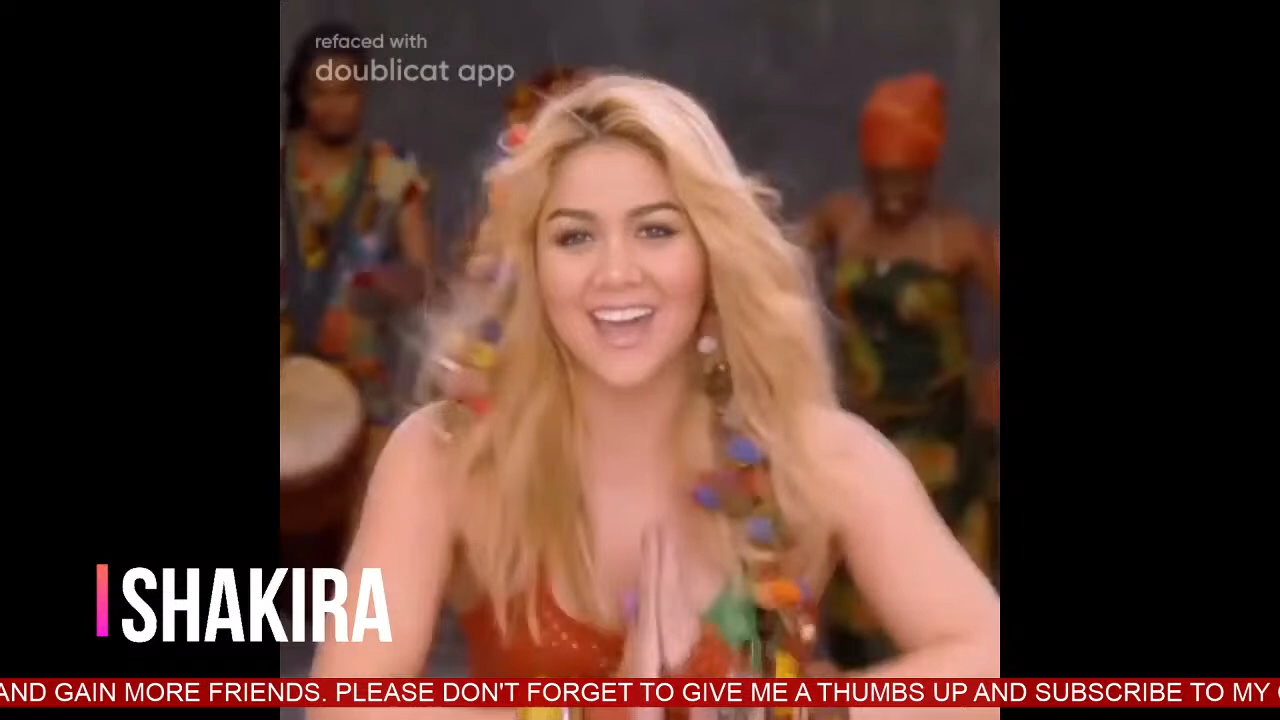 refaced with
doublicat app
SHAKIRA
AND GAIN MORE FRIENDS. PLEASE DON'T FORGET TO GIVE ME A THUMBS UP AND SUBSCRIBE TO MY